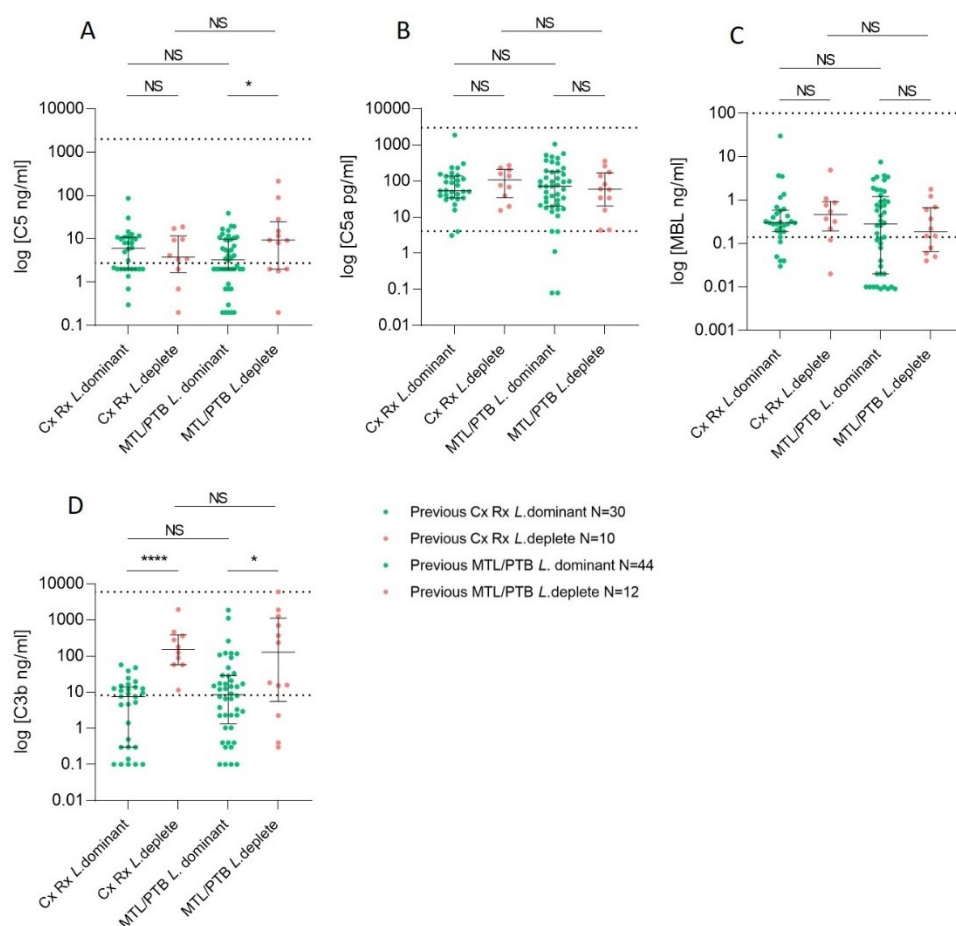 A
NS
NS
NS
*
log [C5 ng/ml]
10000
1000
100
10
1
0.1
Cx Rx L.dominant
Cx Rx L.deplete
MTL/PTB L. dominant
MTL/PTB L.deplete
B
NS
NS
NS
NS
log [C5a pg/ml]
10000
1000
100
10
1
0.1
0.01
Cx Rx L.dominant
Cx Rx L.deplete
MTL/PTB L. dominant
MTL/PTB L.deplete
C
NS
NS
NS
NS
log [MBL ng/ml]
100
10
1
0.1
0.01
0.001
Cx Rx L.dominant
Cx Rx L.deplete
MTL/PTB L. dominant
MTL/PTB L.deplete
D
NS
NS
****
*
log [C3b ng/ml]
10000
1000
100
10
1
0.1
0.01
Cx Rx L.dominant
Cx Rx L.deplete
MTL/PTB L. dominant
MTL/PTB L.deplete
Previous Cx Rx L.dominant N=30
Previous Cx Rx L.deplete N=10
Previous MTL/PTB L. dominant N=44
Previous MTL/PTB L.deplete N=12